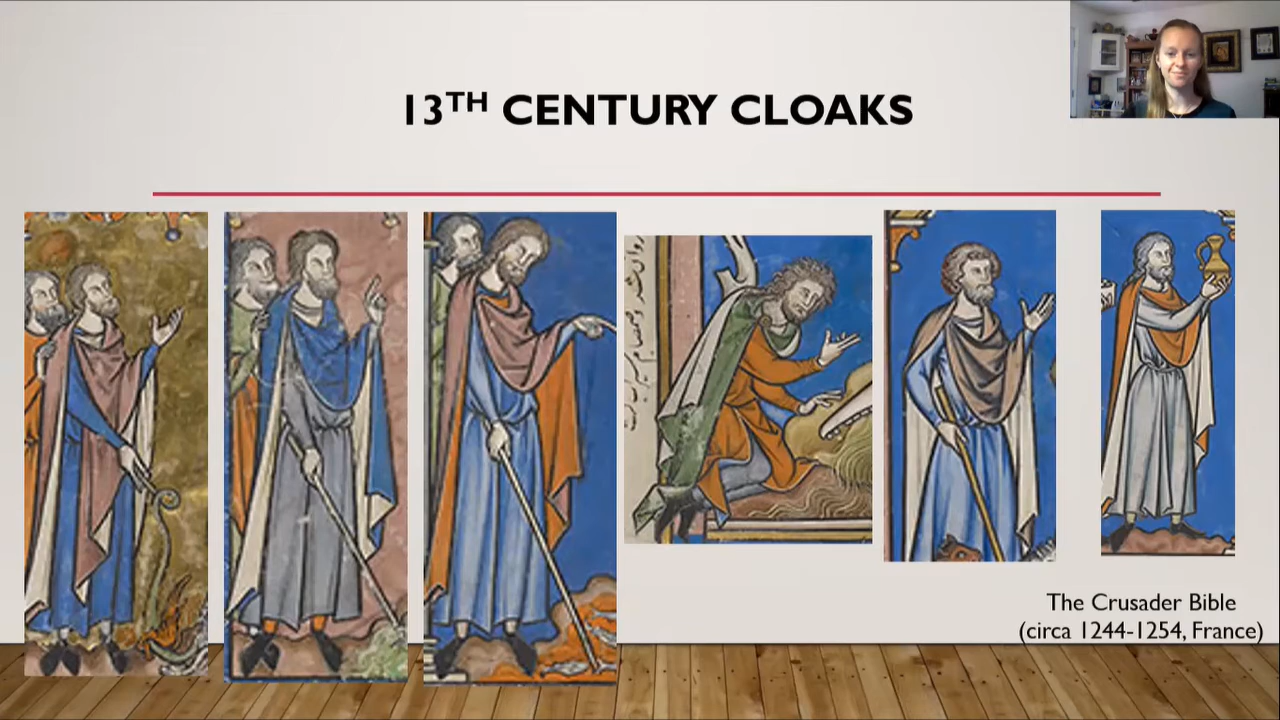 13TH CENTURY CLOAKS
The Crusader Bible
(circa 1244-1254, France)